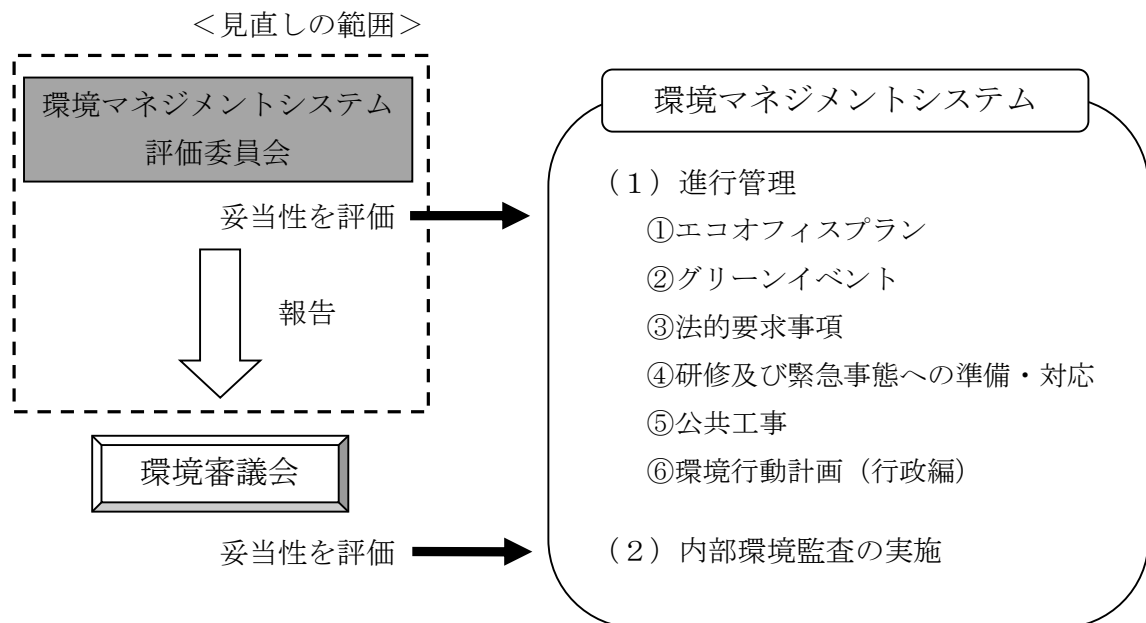 ＜見直しの範囲＞
環境マネジメントシステム
評価委員会
妥当性を評価
報告
環境審議会
妥当性を評価
環境マネジメントシステム
（１）進行管理
①エコオフィスプラン
②グリーンイベント
③法的要求事項
④研修及び緊急事態への準備・対応
⑤公共工事
⑥環境行動計画（行政編）
（２）内部環境監査の実施